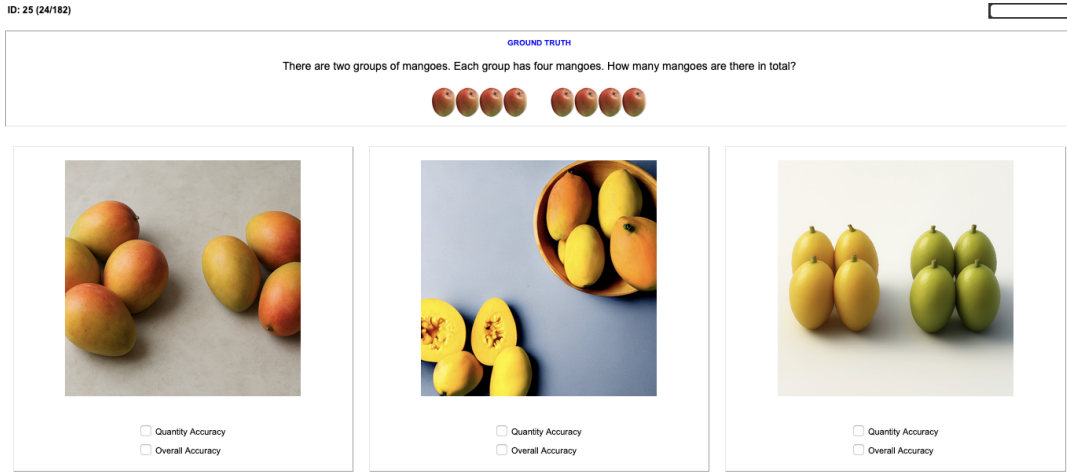 ID: 25 (24/182)
GROUND TRUTH
There are two groups of mangoes. Each group has four mangoes. How many mangoes are there in total?
Quantity Accuracy
Overall Accuracy
Quantity Accuracy
Overall Accuracy
Quantity Accuracy
Overall Accuracy